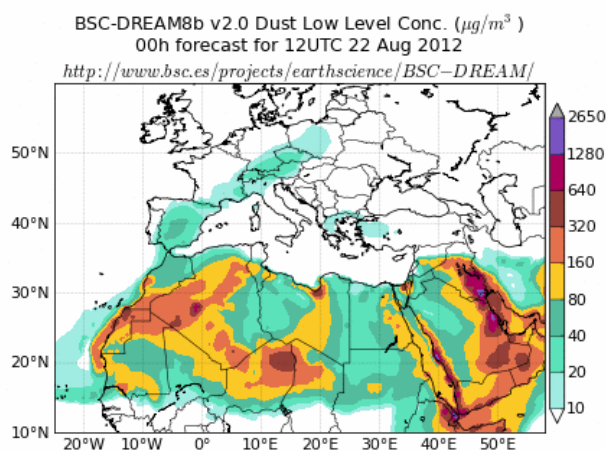 BSC-DREAM8b v2.0 Dust Low Level Conc. (μg/m³ )
00h forecast for 12UTC 22 Aug 2012
http://www.bsc.es/projects/earthscience/BSC−DREAM/
2650
1280
640
320
160
80
40
20
10
50°N
40°N
30°N
20°N
10°N
20°W
10°W
0°
10°E
20°E
30°E
40°E
50°E